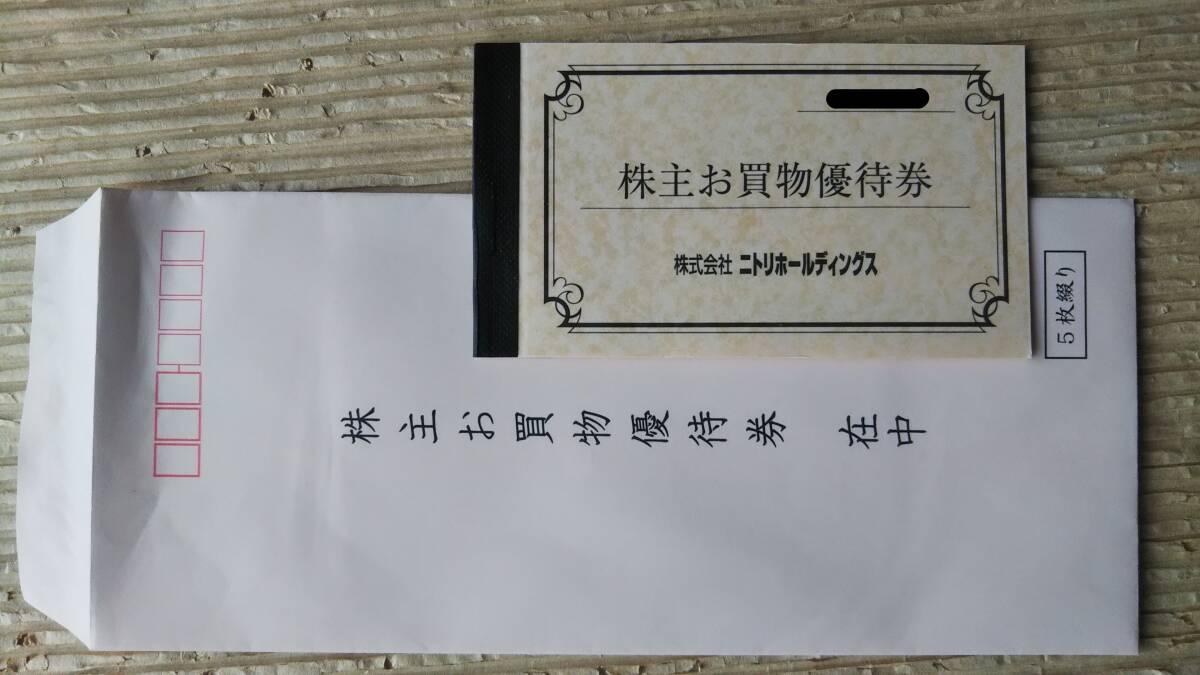 株主お買物優待券
株式会社 ニトリホールディングス
5枚綴り
株主お買物優待券 在中